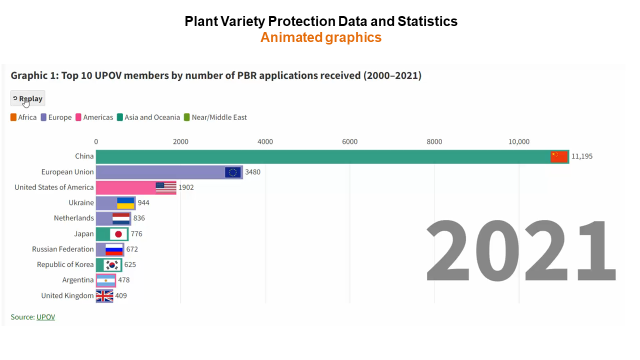 Plant Variety Protection Data and Statistics
Animated graphics
Graphic 1: Top 10 UPOV members by number of PBR applications received (2000–2021)
Replay
Africa Europe Americas Asia and Oceania Near/Middle East
0 2000 4000 6000 8000 10,000
China 11,195
European Union 3480
United States of America 1902
Ukraine 944
Netherlands 836
Japan 776
Russian Federation 672
Republic of Korea 625
Argentina 478
United Kingdom 409
2021
Source: UPOV